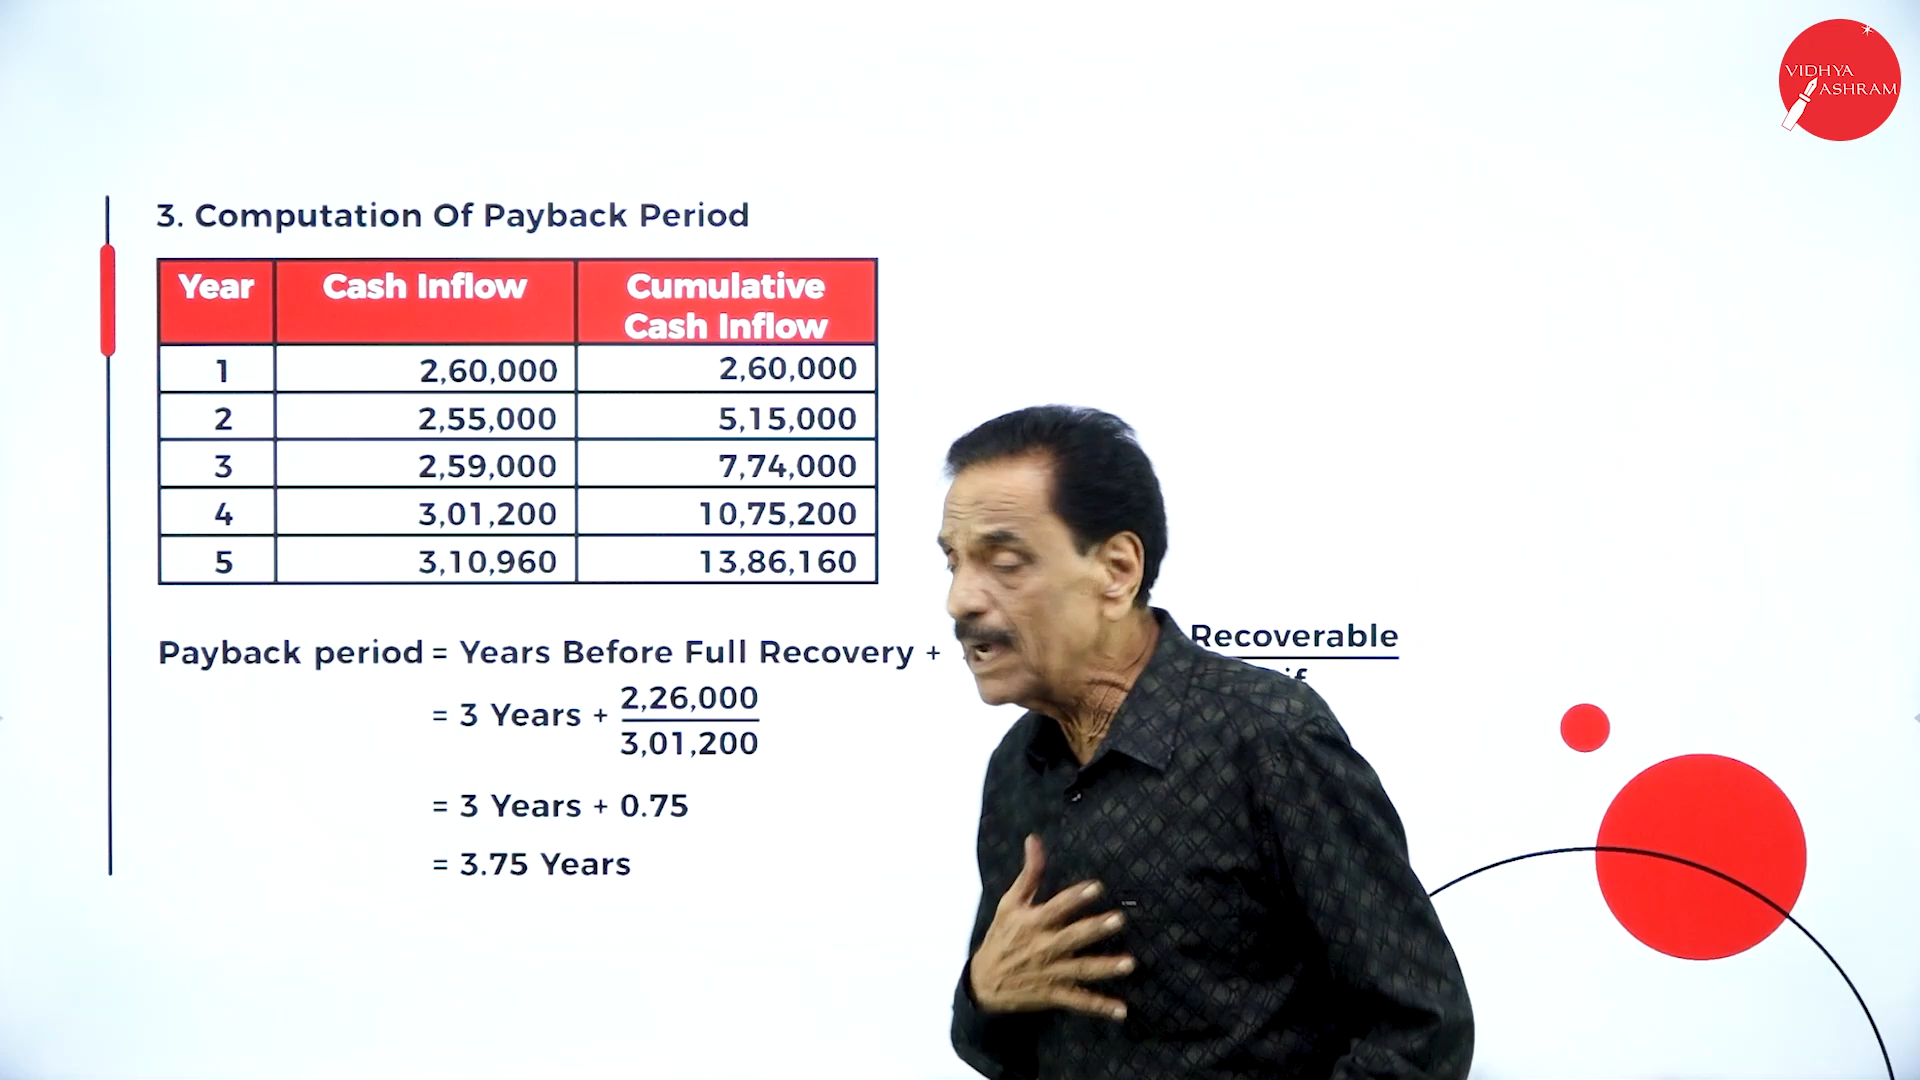 VIDHYA
ASHRAM
3. Computation Of Payback Period
Year Cash Inflow Cumulative Cash Inflow
1 2,60,000 2,60,000
2 2,55,000 5,15,000
3 2,59,000 7,74,000
4 3,01,200 10,75,200
5 3,10,960 13,86,160
Payback period = Years Before Full Recovery + Recoverable
= 3 Years + 2,26,000
3,01,200
= 3 Years + 0.75
= 3.75 Years